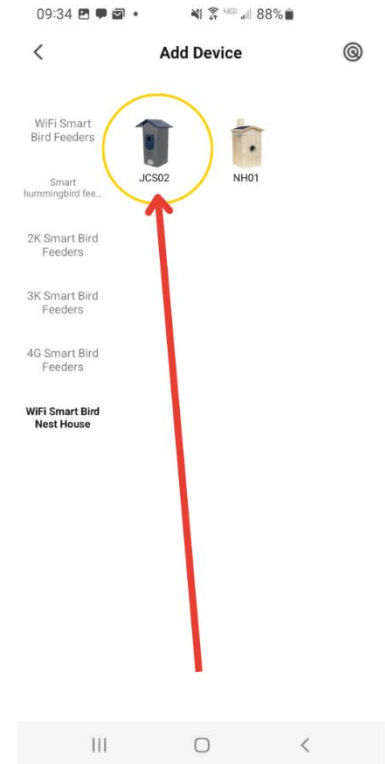 09:34 88%
Add Device
WiFi Smart
Bird Feeders
JCS02
NH01
Smart
hummingbird fee..
2K Smart Bird
Feeders
3K Smart Bird
Feeders
4G Smart Bird
Feeders
WiFi Smart Bird
Nest House